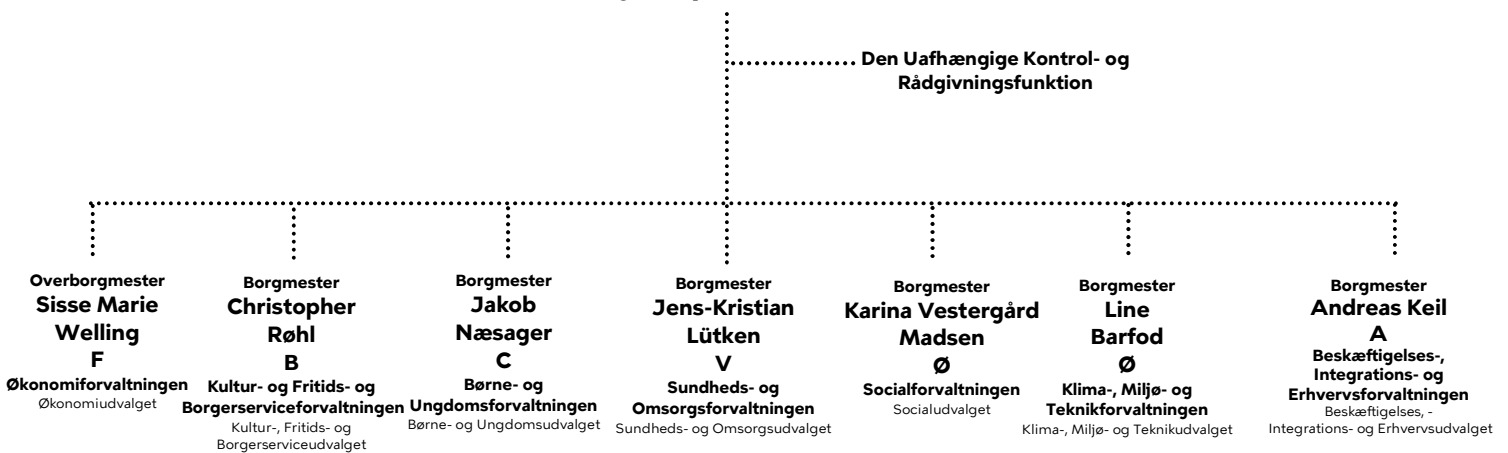 Den Uafhængige Kontrol- og
Rådgivningsfunktion
Overborgmester
Sisse Marie
Welling
F
Økonomiforvaltningen
Økonomiudvalget
Borgmester
Christopher
Røhl
B
Kultur- og Fritids- og
Borgerserviceforvaltningen
Kultur-, Fritids- og
Borgerserviceudvalget
Borgmester
Jakob
Næsager
C
Børne- og
Ungdomsforvaltningen
Børne- og Ungdomsudvalget
Borgmester
Jens-Kristian
Lütken
V
Sundheds- og
Omsorgsforvaltningen
Sundheds- og Omsorgsudvalget
Borgmester
Karina Vestergård
Madsen
Ø
Socialforvaltningen
Socialudvalget
Borgmester
Line
Barfod
Ø
Klima-, Miljø- og
Teknikforvaltningen
Klima-, Miljø- og Teknikudvalget
Borgmester
Andreas Keil
A
Beskæftigelses-,
Integrations- og
Erhvervsforvaltningen
Beskæftigelses, -
Integrations- og Erhvervsudvalget